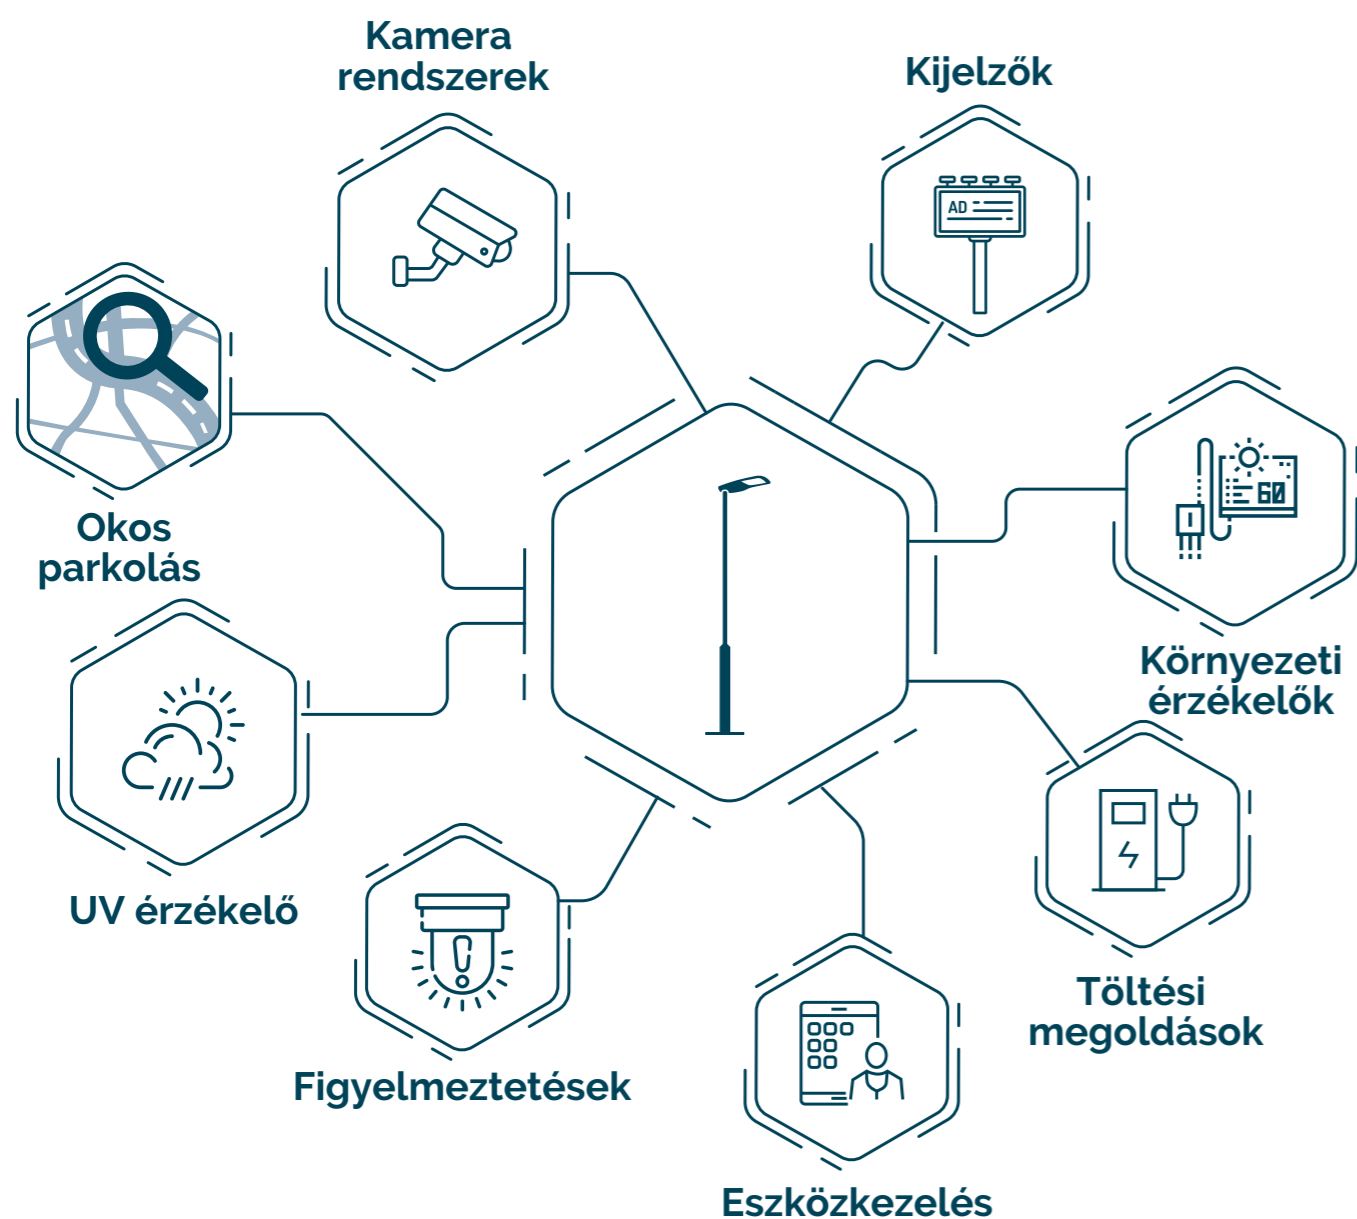 Kamera
rendszerek
Kijelzők
AD
60
Okos
parkolás
Környezeti
érzékelők
UV érzékelő
Töltési
megoldások
Figyelmeztetések
Eszközkezelés